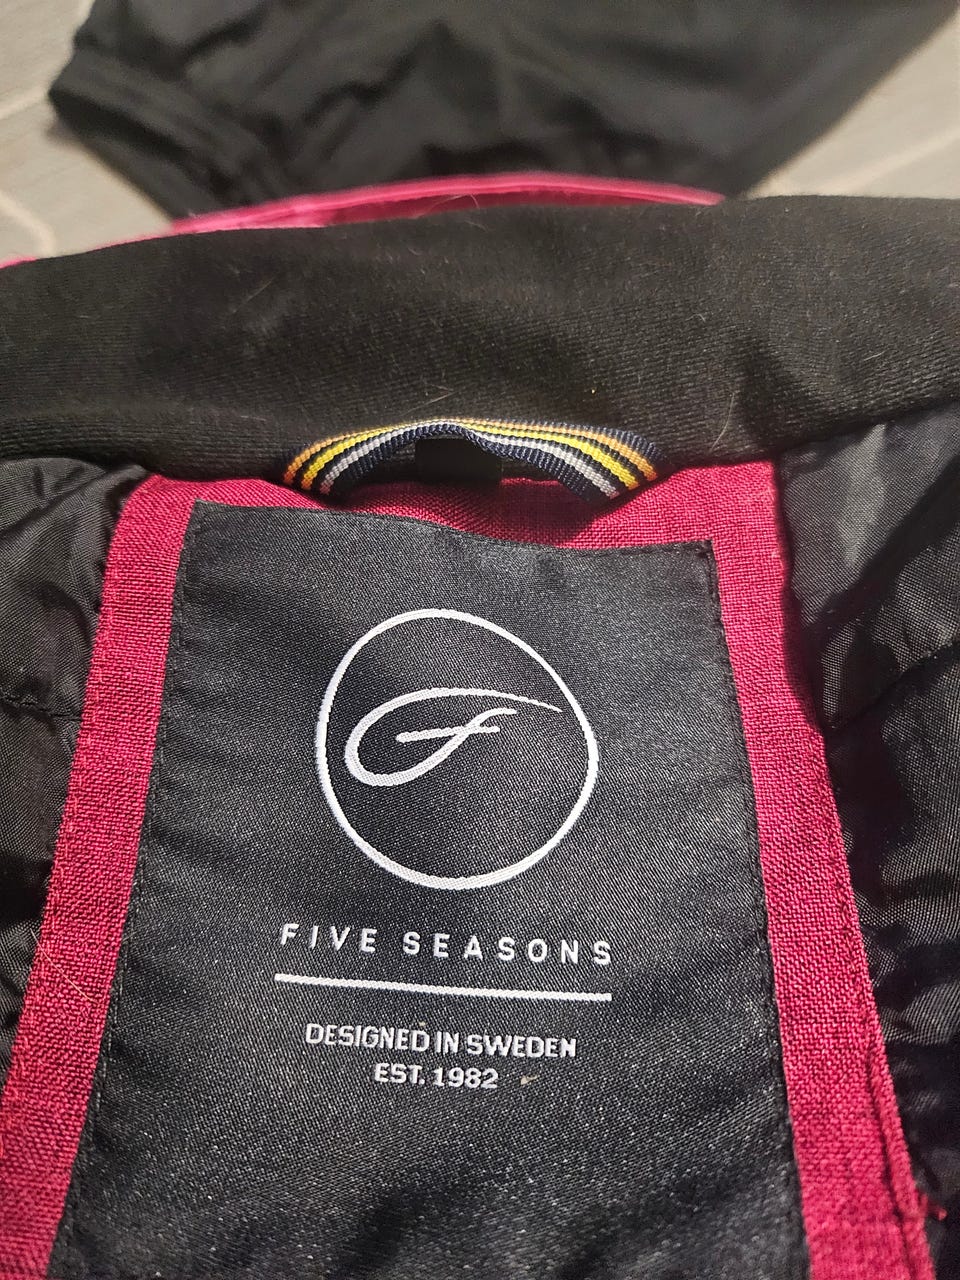 F
FIVE SEASONS
DESIGNED IN SWEDEN
EST. 1982